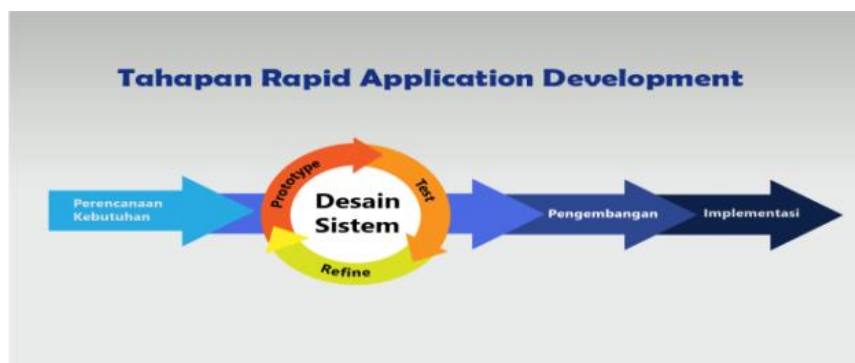 Tahapan Rapid Application Development
Perencanaan
Kebutuhan
Prototype
Test
Desain
Sistem
Refine
Pengembangan
Implementasi